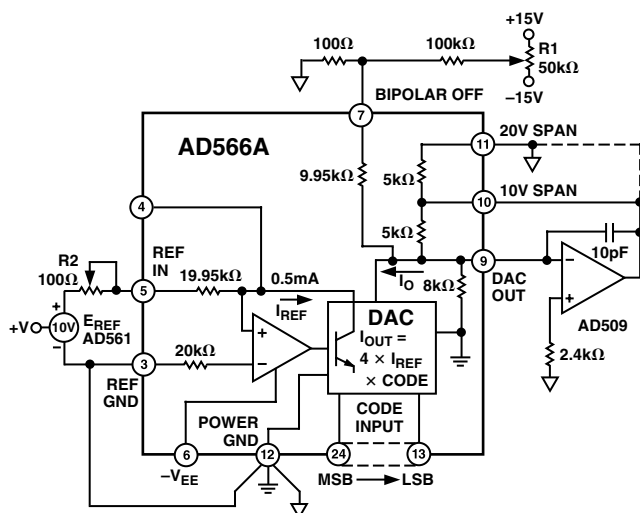 +15V
100Ω
100kΩ
R1
50kΩ
–15V
BIPOLAR OFF
7
AD566A
11
20V SPAN
9.95kΩ
5kΩ
10
10V SPAN
4
5kΩ
R2
100Ω
REF
IN
5
19.95kΩ
0.5mA
IREF
IO
8kΩ
9
DAC
OUT
10pF
–
+
AD509
2.4kΩ
+
+V
10V
–
EREF
AD561
3
REF
GND
20kΩ
+
–
DAC
IOUT =
4 × IREF
× CODE
POWER
GND
CODE
INPUT
6
–VEE
12
24
13
MSB
LSB